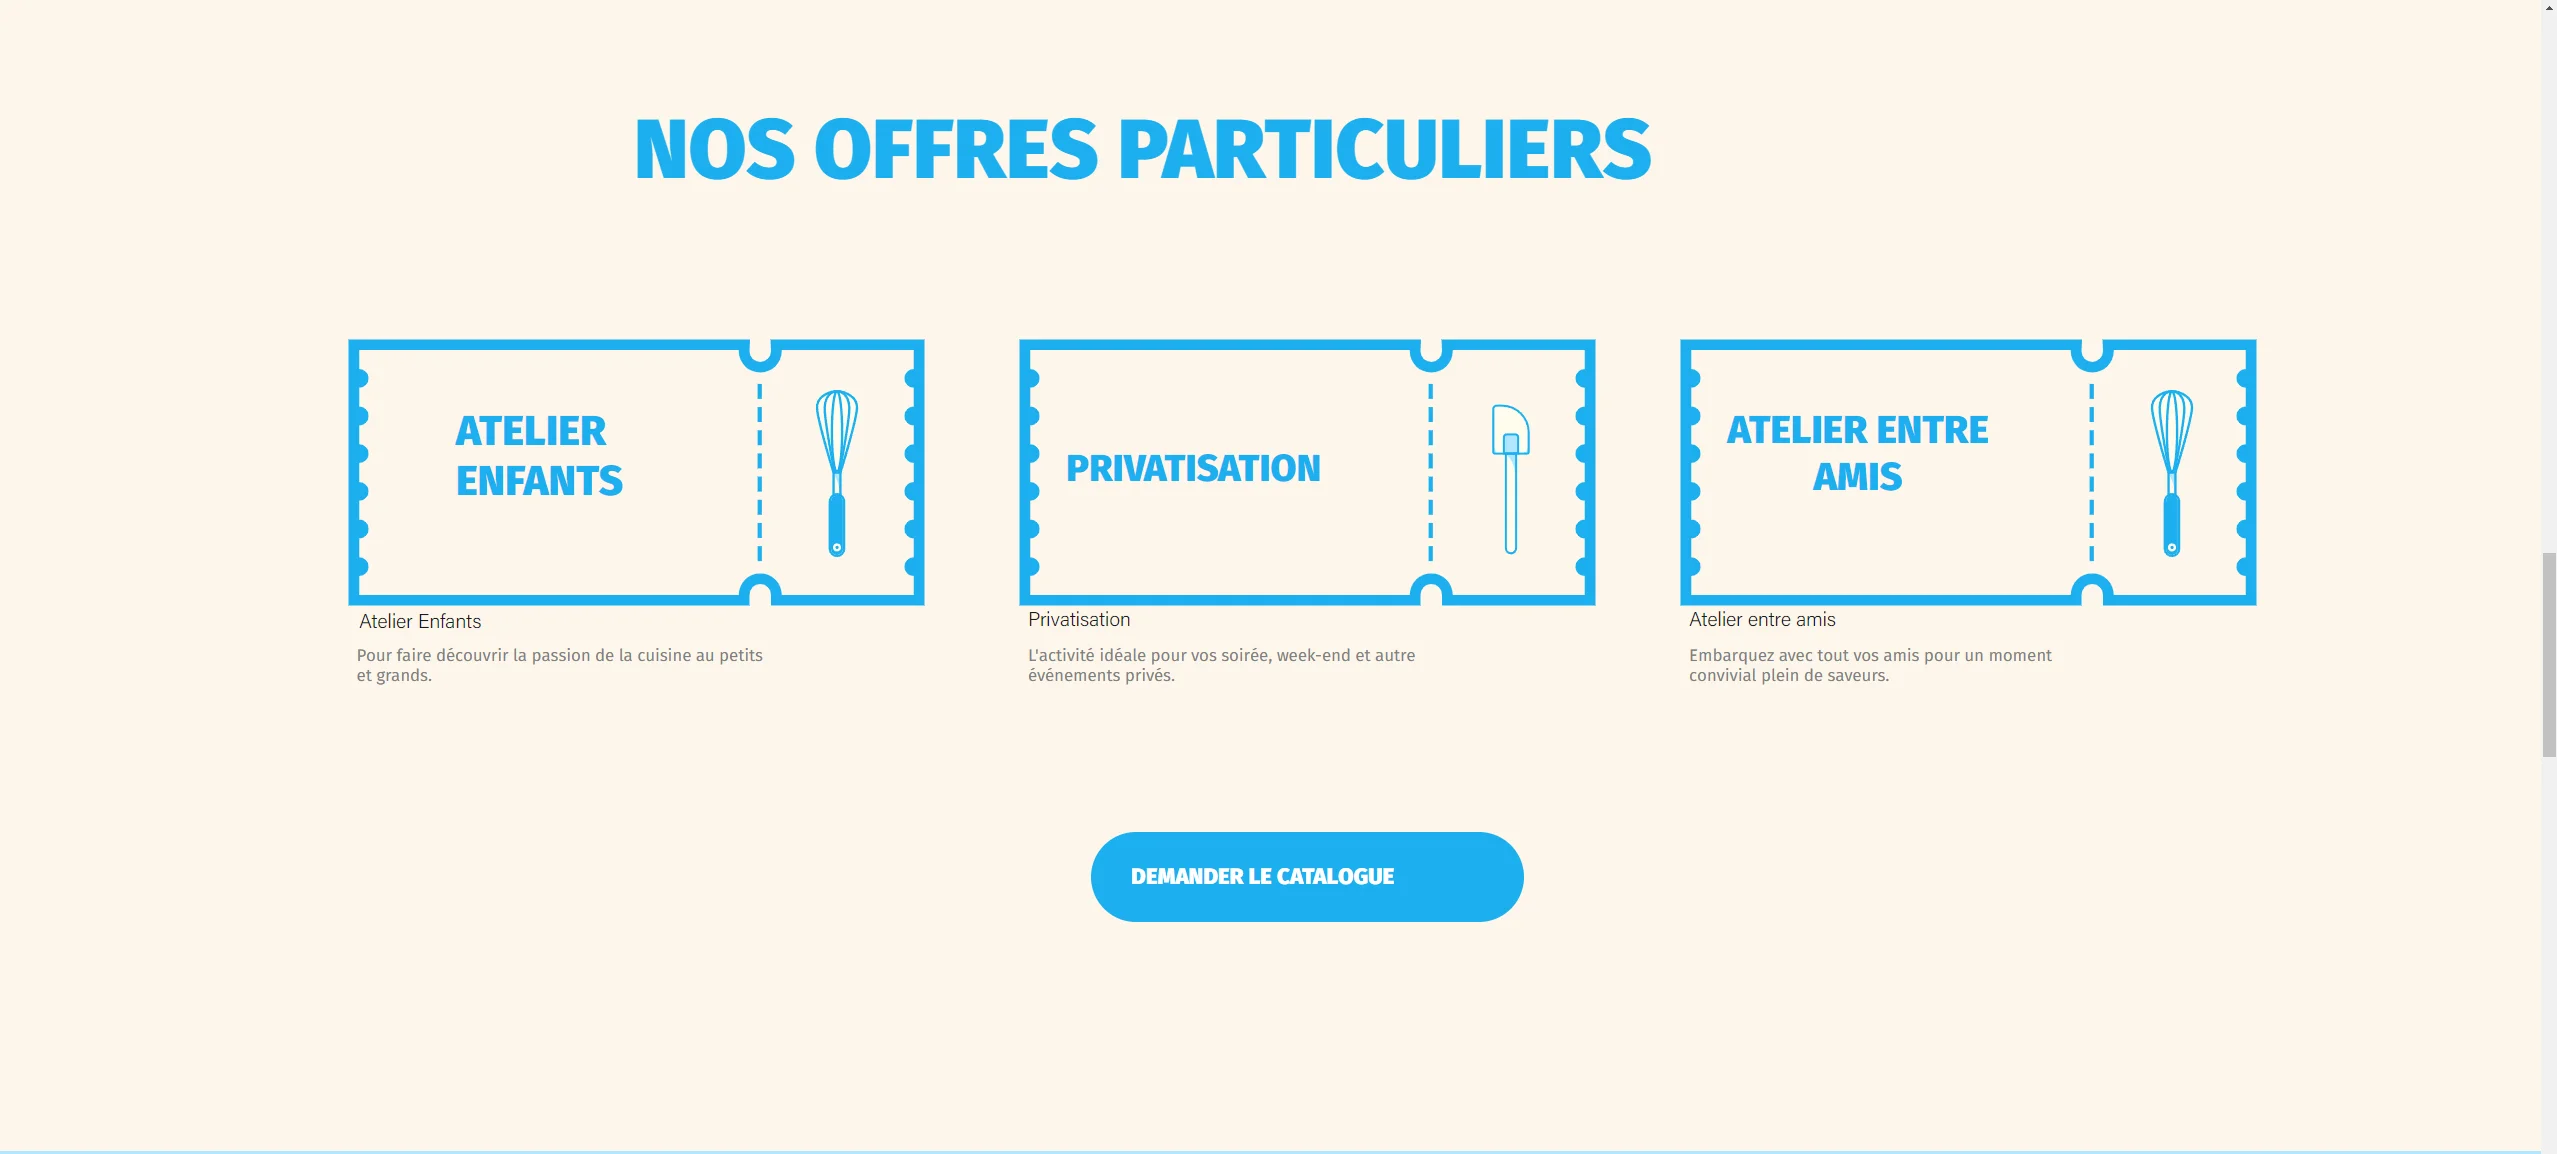 NOS OFFRES PARTICULIERS
ATELIER
ENFANTS
Atelier Enfants
Pour faire découvrir la passion de la cuisine au petits
et grands.
PRIVATISATION
Privatisation
L'activité idéale pour vos soirée, week-end et autre
événements privés.
ATELIER ENTRE
AMIS
Atelier entre amis
Embarquez avec tout vos amis pour un moment
convivial plein de saveurs.
DEMANDER LE CATALOGUE